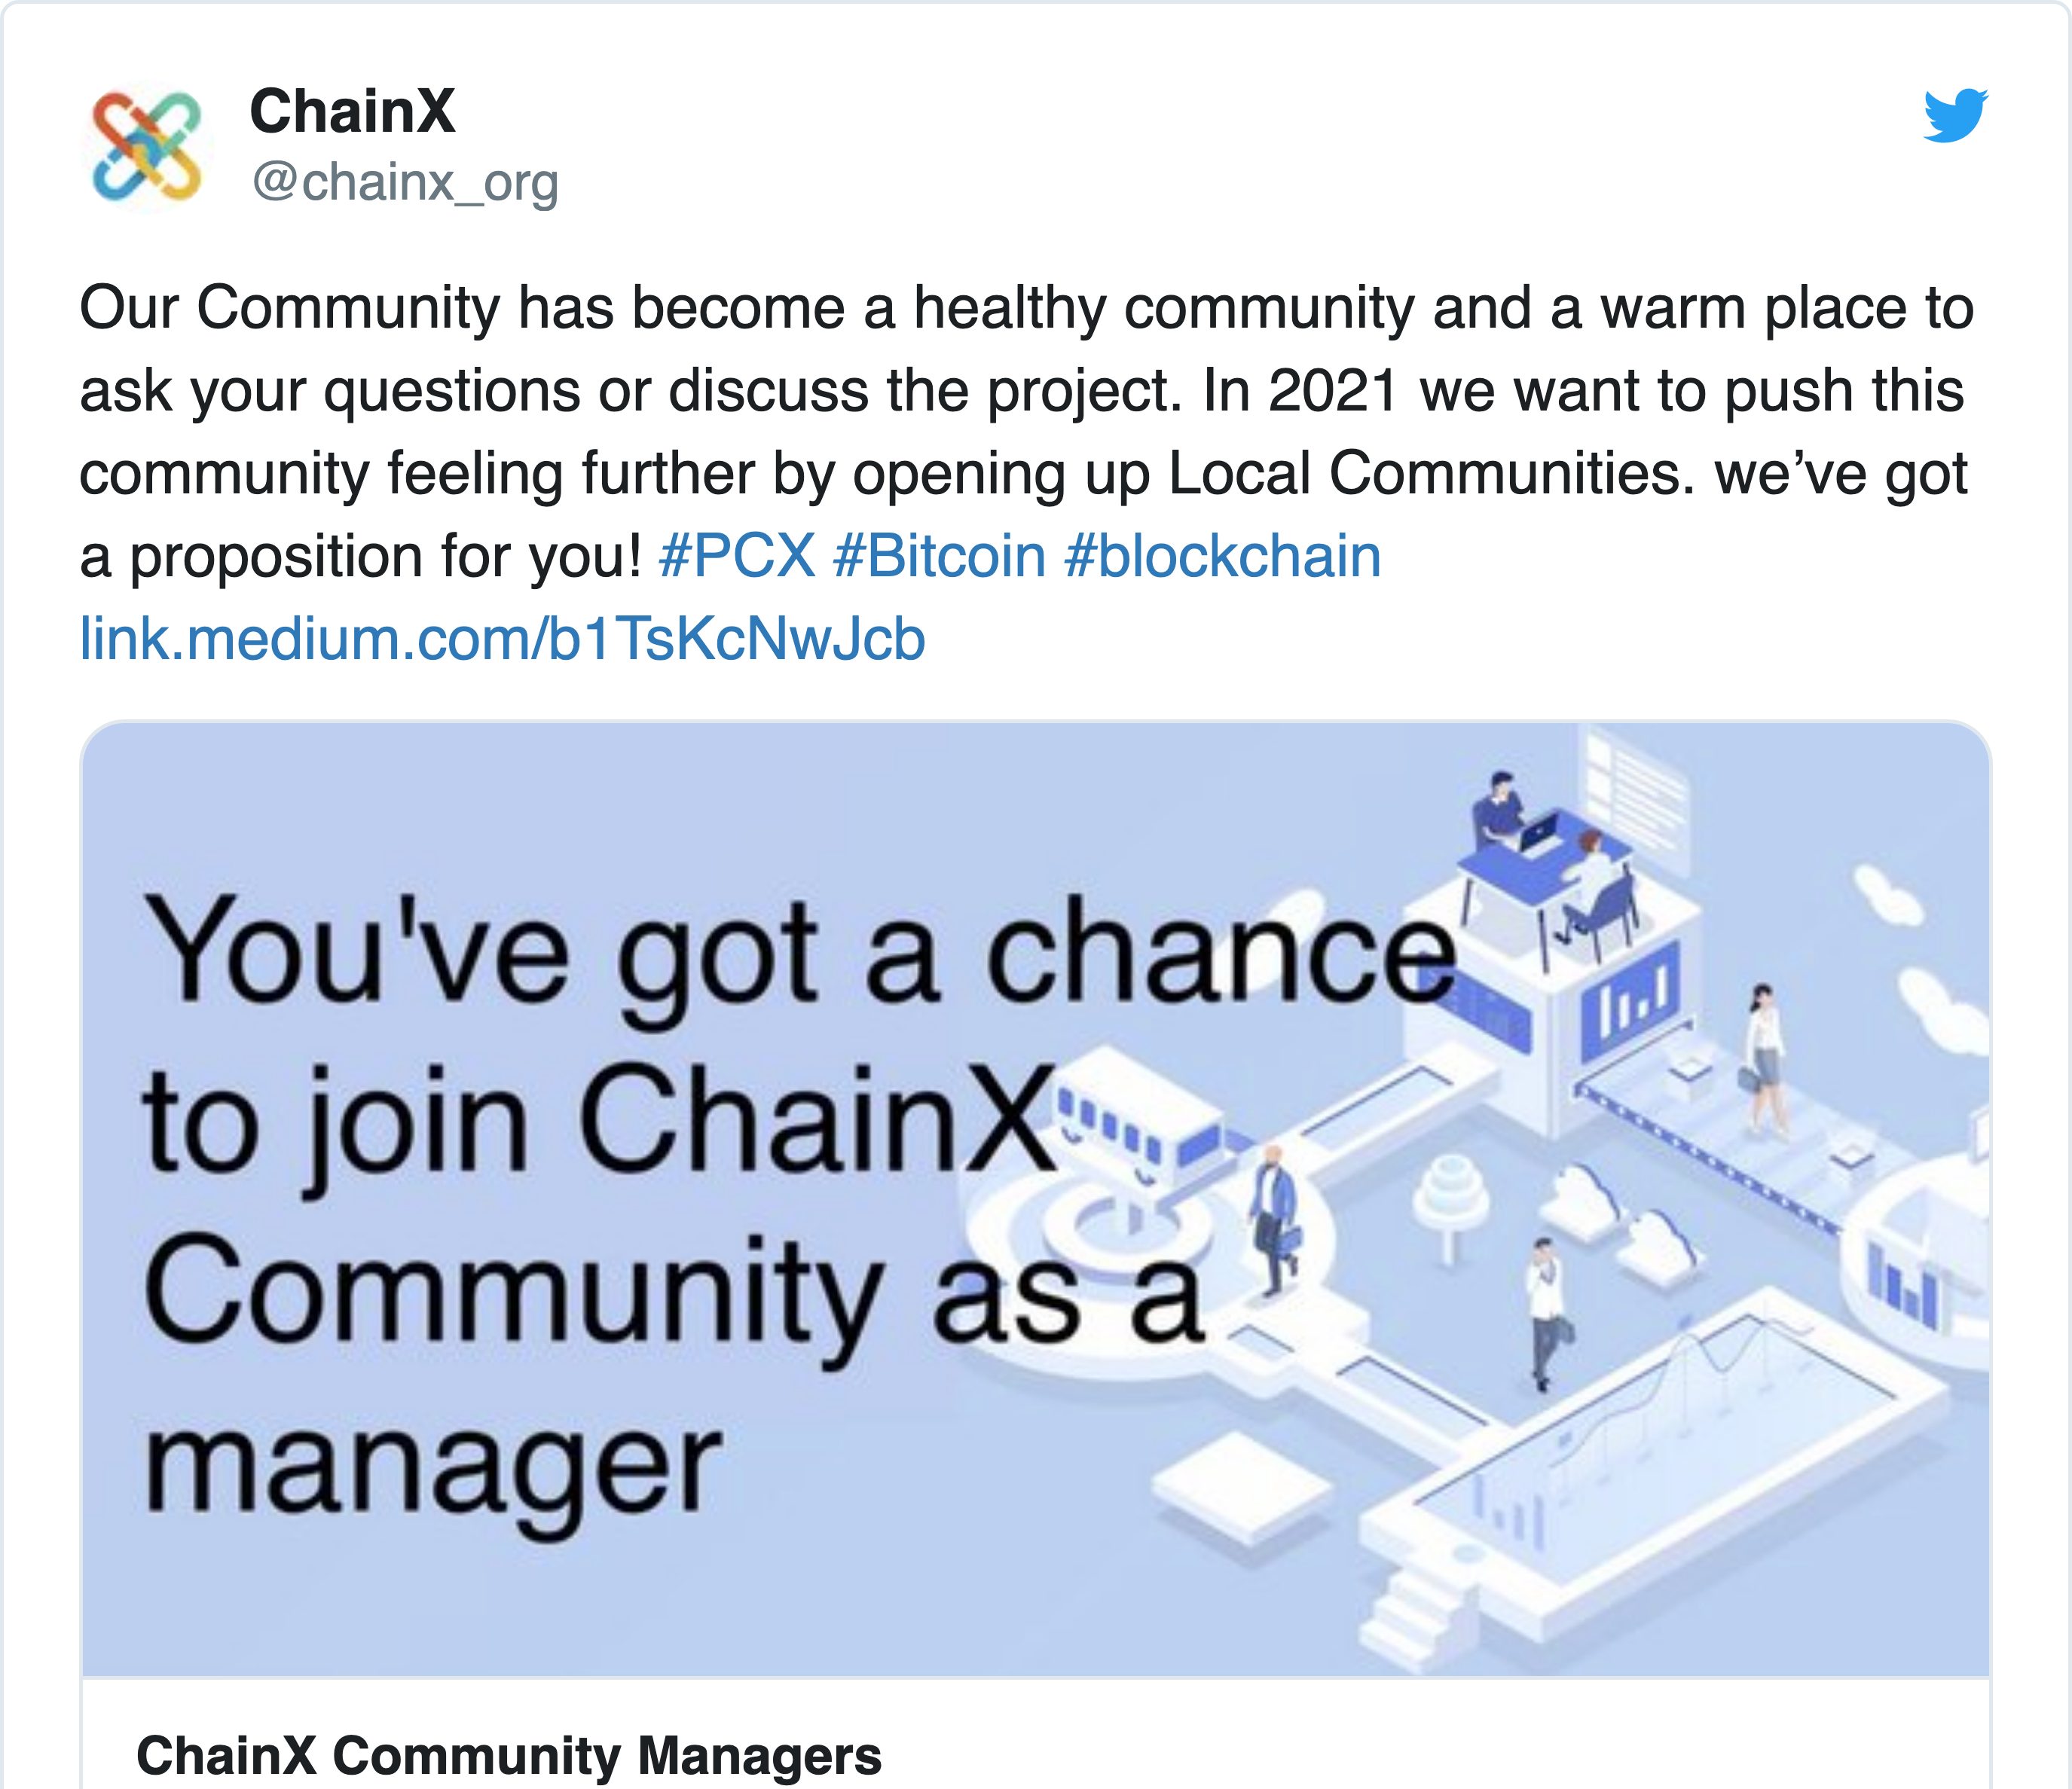 ChainX
@chainx_org
Our Community has become a healthy community and a warm place to
ask your questions or discuss the project. In 2021 we want to push this
community feeling further by opening up Local Communities. we’ve got
a proposition for you! #PCX #Bitcoin #blockchain
link.medium.com/b1TsKcNwJcb
You've got a chance
to join ChainX
Community as a
manager
ChainX Community Managers